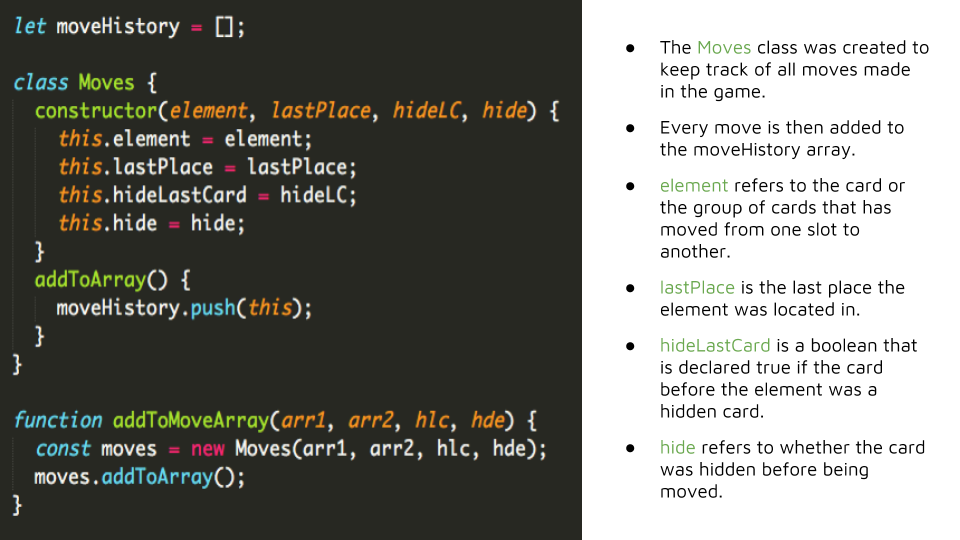 let moveHistory = [];
class Moves {
constructor(element, lastPlace, hideLC, hide) {
this.element = element;
this.lastPlace = lastPlace;
this.hideLastCard = hideLC;
this.hide = hide;
}
addToArray() {
moveHistory.push(this);
}
}
function addToMoveArray(arr1, arr2, hlc, hde) {
const moves = new Moves(arr1, arr2, hlc, hde);
moves.addToArray();
}
● The Moves class was created to
keep track of all moves made
in the game.
● Every move is then added to
the moveHistory array.
● element refers to the card or
the group of cards that has
moved from one slot to
another.
● lastPlace is the last place the
element was located in.
● hideLastCard is a boolean that
is declared true if the card
before the element was a
hidden card.
● hide refers to whether the card
was hidden before being
moved.